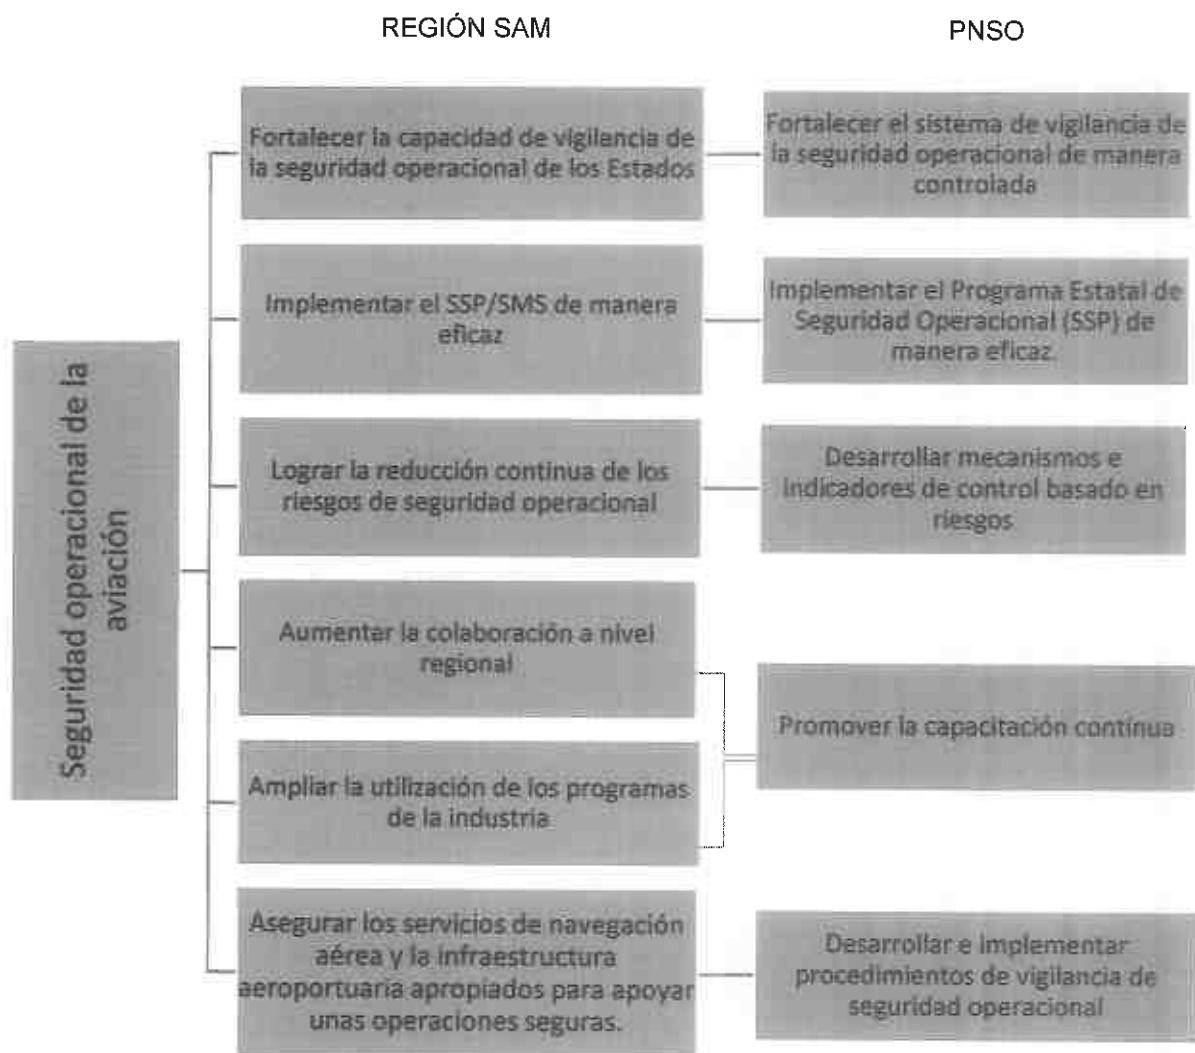 REGIÓN SAM
PNSO
Seguridad operacional de la
aviación
Fortalecer la capacidad de vigilancia de
la seguridad operacional de los Estados
Fortalecer el sistema de vigilancia de
la seguridad operacional de manera
controlada
Implementar el SSP/SMS de manera
eficaz
Implementar el Programa Estatal de
Seguridad Operacional (SSP) de
manera eficaz.
Lograr la reducción continua de los
riesgos de seguridad operacional
Desarrollar mecanismos e
indicadores de control basado en
riesgos
Aumentar la colaboración a nivel
regional
Ampliar la utilización de los programas
de la industria
Promover la capacitación contínua
Asegurar los servicios de navegación
aérea y la infraestructura
aeroportuaria apropiados para apoyar
unas operaciones seguras.
Desarrollar e implementar
procedimientos de vigilancia de
seguridad operacional